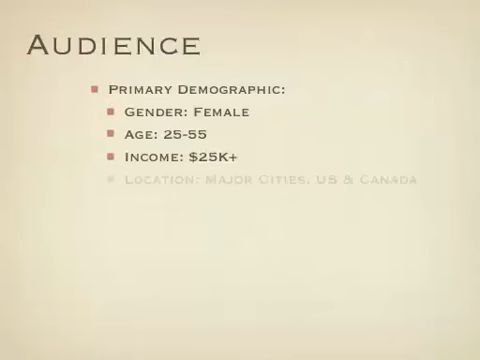 Audience
Primary Demographic:
Gender: Female
Age: 25-55
Income: $25K+
Location: Major Cities, US & Canada